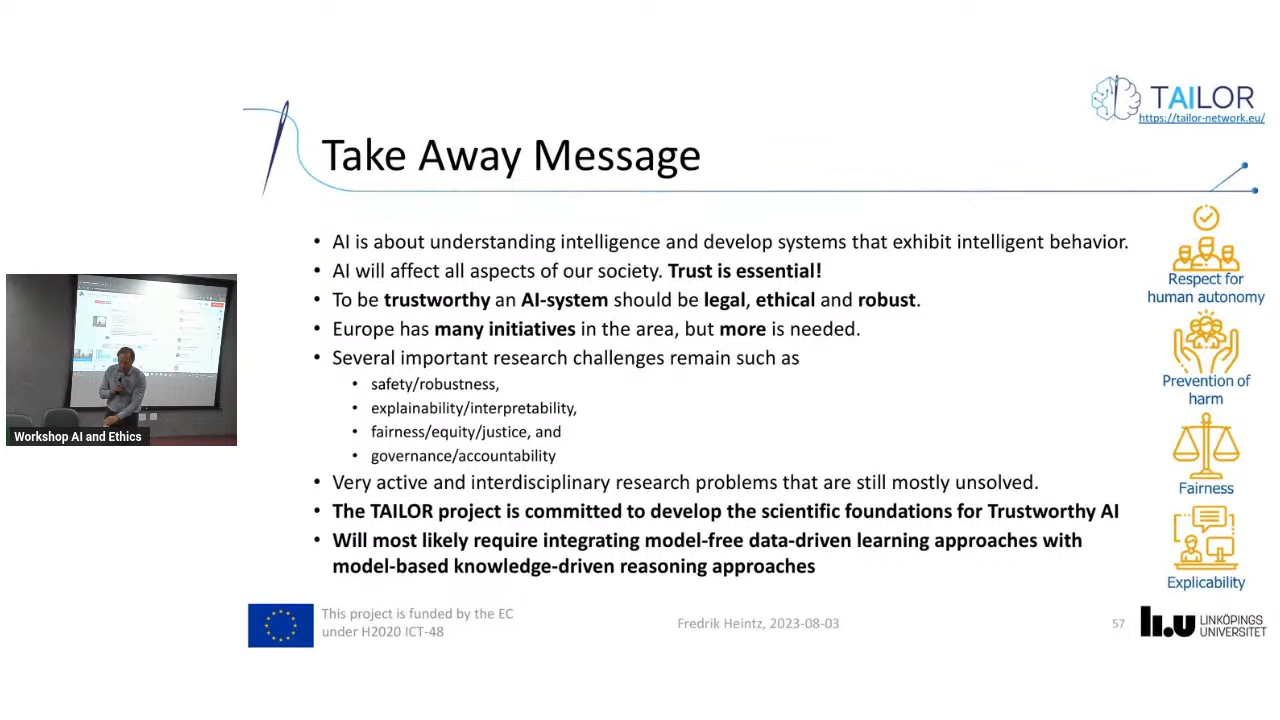 TAILOR
https://tailor-network.eu/
Take Away Message
• AI is about understanding intelligence and develop systems that exhibit intelligent behavior.
• AI will affect all aspects of our society. Trust is essential!
• To be trustworthy an AI-system should be legal, ethical and robust.
• Europe has many initiatives in the area, but more is needed.
• Several important research challenges remain such as
• safety/robustness,
• explainability/interpretability,
• fairness/equity/justice, and
• governance/accountability
• Very active and interdisciplinary research problems that are still mostly unsolved.
• The TAILOR project is committed to develop the scientific foundations for Trustworthy AI
• Will most likely require integrating model-free data-driven learning approaches with
model-based knowledge-driven reasoning approaches
Respect for
human autonomy
Prevention of
harm
Fairness
Explicability
Workshop AI and Ethics
This project is funded by the EC
under H2020 ICT-48
Fredrik Heintz, 2023-08-03
57
li.u LINKÖPINGS
UNIVERSITET